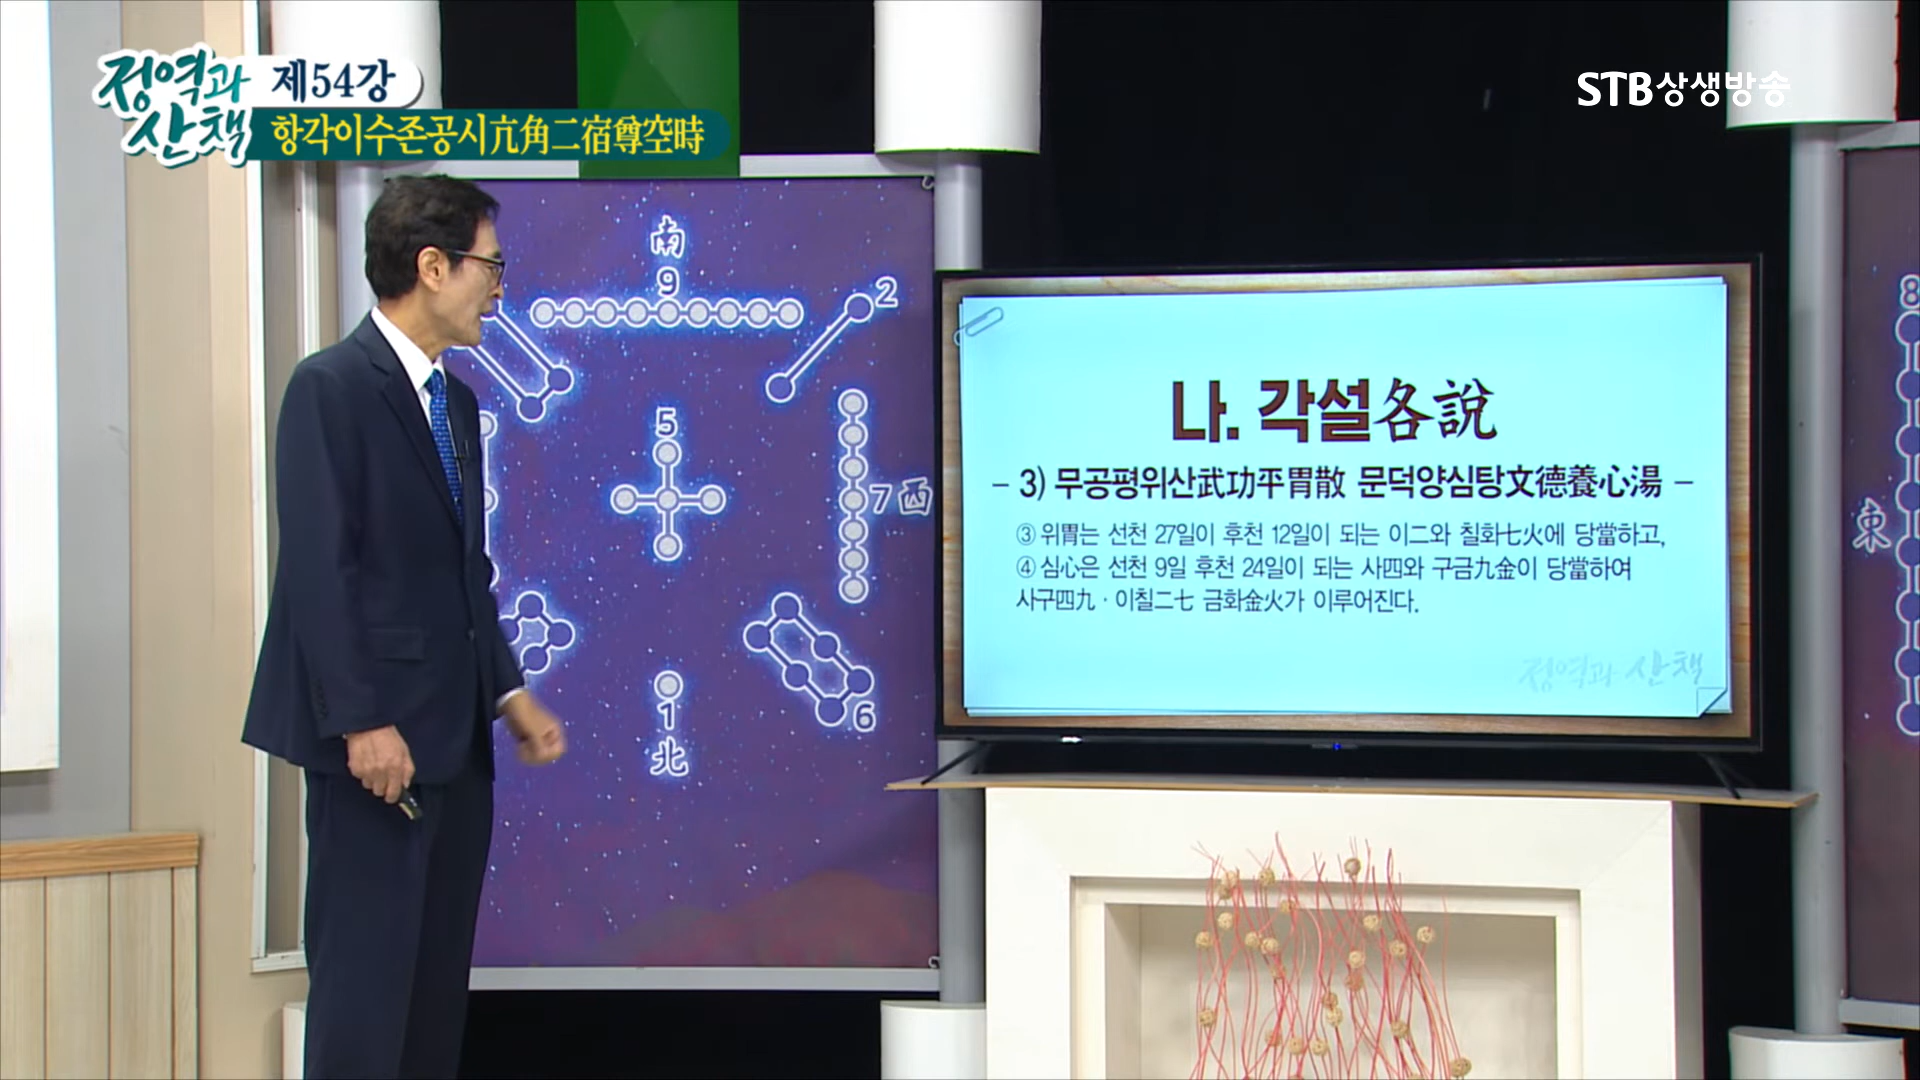 정역과
산책
제54강
항각이수존공시亢角二宿尊空時
STB상생방송
南
9
2
5
7 西
1
北
6
8
東
나. 각설各說
- 3) 무공평위산武功平胃散 문덕양심탕文德養心湯 -
③ 위胃는 선천 27일이 후천 12일이 되는 이二와 칠화七火에 당當하고,
④ 심心은 선천 9일 후천 24일이 되는 사四와 구금九金이 당當하여
사구四九 · 이칠二七 금화金火가 이루어진다.
정역과 산책